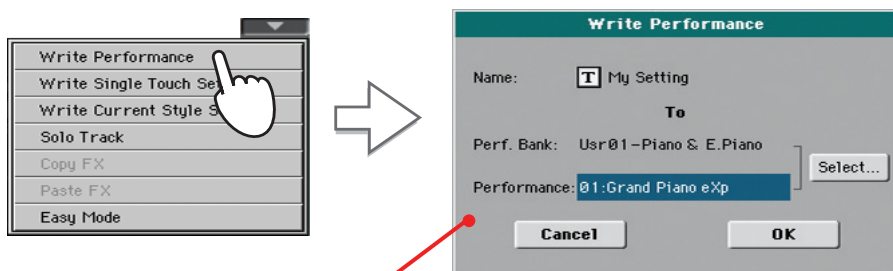 Write Performance
Write Single Touch Se
Write Current Style S
Solo Track
Copy FX
Paste FX
Easy Mode
Write Performance
Name: T My Setting
To
Perf. Bank: Usr01-Piano & E.Piano
Select...
Performance: 01:Grand Piano eXp
Cancel OK